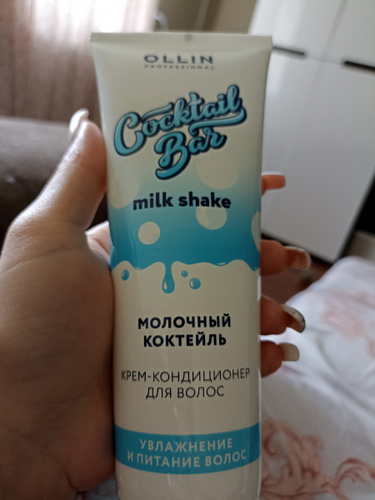 OLLIN
PROFESSIONAL
Cocktail
Bar
milk shake
МОЛОЧНЫЙ
КОКТЕЙЛЬ
КРЕМ-КОНДИЦИОНЕР
ДЛЯ ВОЛОС
УВЛАЖНЕНИЕ
И ПИТАНИЕ ВОЛОС